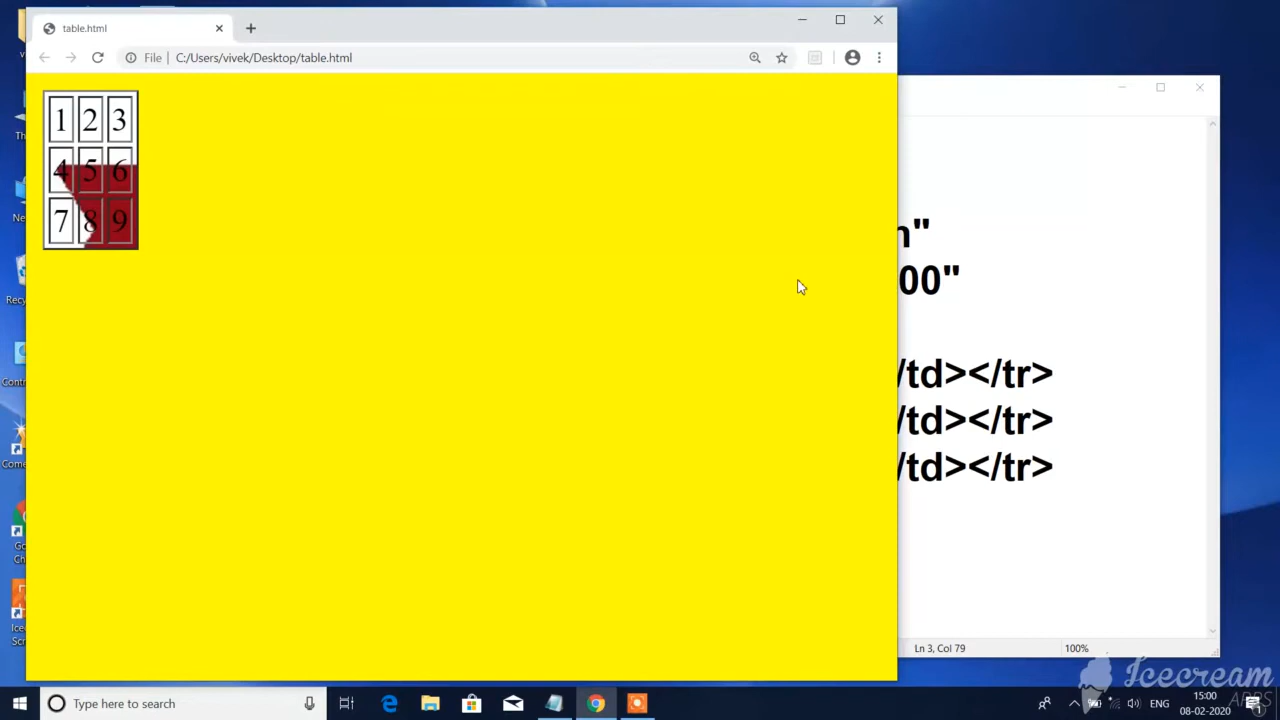 table.html
File C:/Users/vivek/Desktop/table.html
1 2 3
4 5 6
7 8 9
n"
00"
/td></tr>
/td></tr>
/td></tr>
Ln 3, Col 79
100%
Type here to search
ENG
15:00
08-02-2020
1
Icecream
APPS